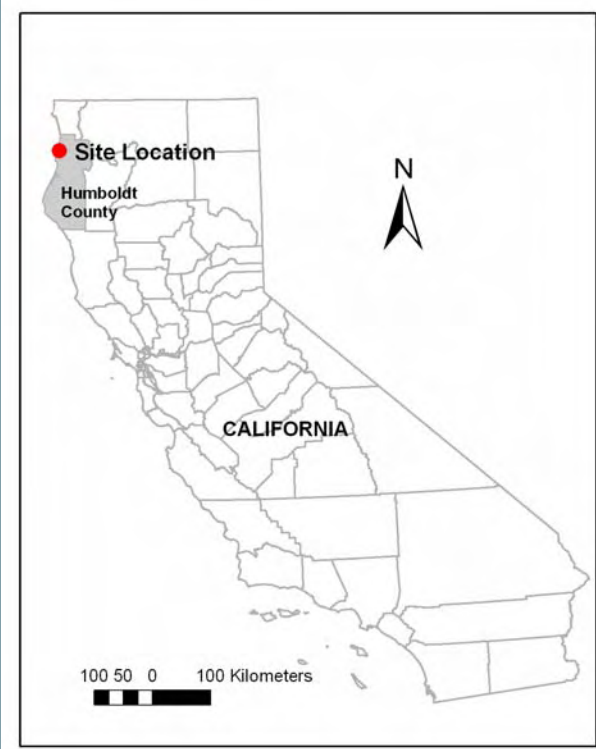 Site Location
N
Humboldt
County
CALIFORNIA
100 50 0 100 Kilometers